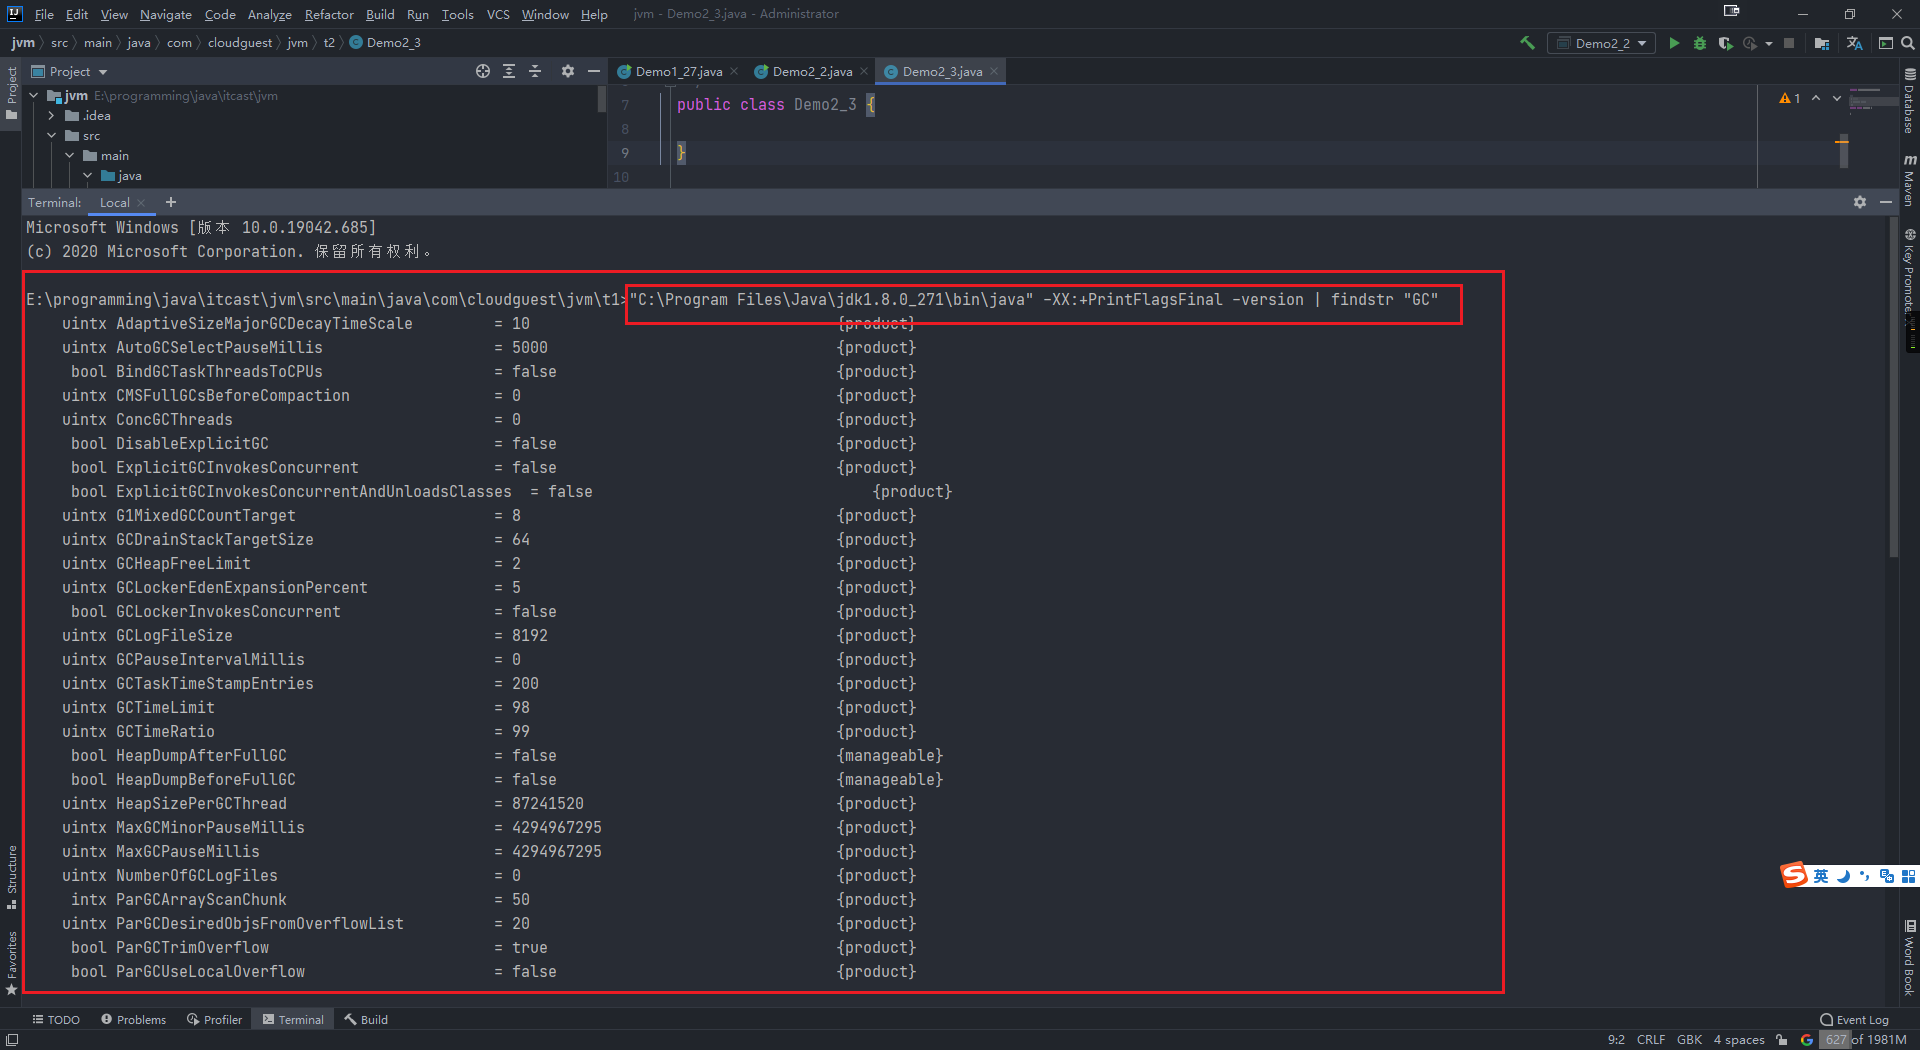 File Edit View Navigate Code Analyze Refactor Build Run Tools VCS Window Help jvm - Demo2_3.java - Administrator
jvm src main java com cloudguest jvm t2 Demo2_3 Demo2_2
Project Demo1_27.java Demo2_2.java Demo2_3.java
jvm E:\programming\java\itcast\jvm
.idea
src
main
java
7 public class Demo2_3 {
8
9 }
10
1
Project
Structure
Favorites
Database
Maven
Key Promoter
Word Book
Terminal: Local +
Microsoft Windows [版本 10.0.19042.685]
(c) 2020 Microsoft Corporation. 保留所有权利。
E:\programming\java\itcast\jvm\src\main\java\com\cloudguest\jvm\t1>"C:\Program Files\Java\jdk1.8.0_271\bin\java" -XX:+PrintFlagsFinal -version | findstr "GC"
uintx AdaptiveSizeMajorGCDecayTimeScale = 10 {product}
uintx AutoGCSelectPauseMillis = 5000 {product}
bool BindGCTaskThreadsToCPUs = false {product}
uintx CMSFullGCsBeforeCompaction = 0 {product}
uintx ConcGCThreads = 0 {product}
bool DisableExplicitGC = false {product}
bool ExplicitGCInvokesConcurrent = false {product}
bool ExplicitGCInvokesConcurrentAndUnloadsClasses = false {product}
uintx G1MixedGCCountTarget = 8 {product}
uintx GCDrainStackTargetSize = 64 {product}
uintx GCHeapFreeLimit = 2 {product}
uintx GCLockerEdenExpansionPercent = 5 {product}
bool GCLockerInvokesConcurrent = false {product}
uintx GCLogFileSize = 8192 {product}
uintx GCPauseIntervalMillis = 0 {product}
uintx GCTaskTimeStampEntries = 200 {product}
uintx GCTimeLimit = 98 {product}
uintx GCTimeRatio = 99 {product}
bool HeapDumpAfterFullGC = false {manageable}
bool HeapDumpBeforeFullGC = false {manageable}
uintx HeapSizePerGCThread = 87241520 {product}
uintx MaxGCMinorPauseMillis = 4294967295 {product}
uintx MaxGCPauseMillis = 4294967295 {product}
uintx NumberOfGCLogFiles = 0 {product}
intx ParGCArrayScanChunk = 50 {product}
uintx ParGCDesiredObjsFromOverflowList = 20 {product}
bool ParGCTrimOverflow = true {product}
bool ParGCUseLocalOverflow = false {product}
英
TODO Problems Profiler Terminal Build Event Log
9:2 CRLF GBK 4 spaces 627 of 1981M